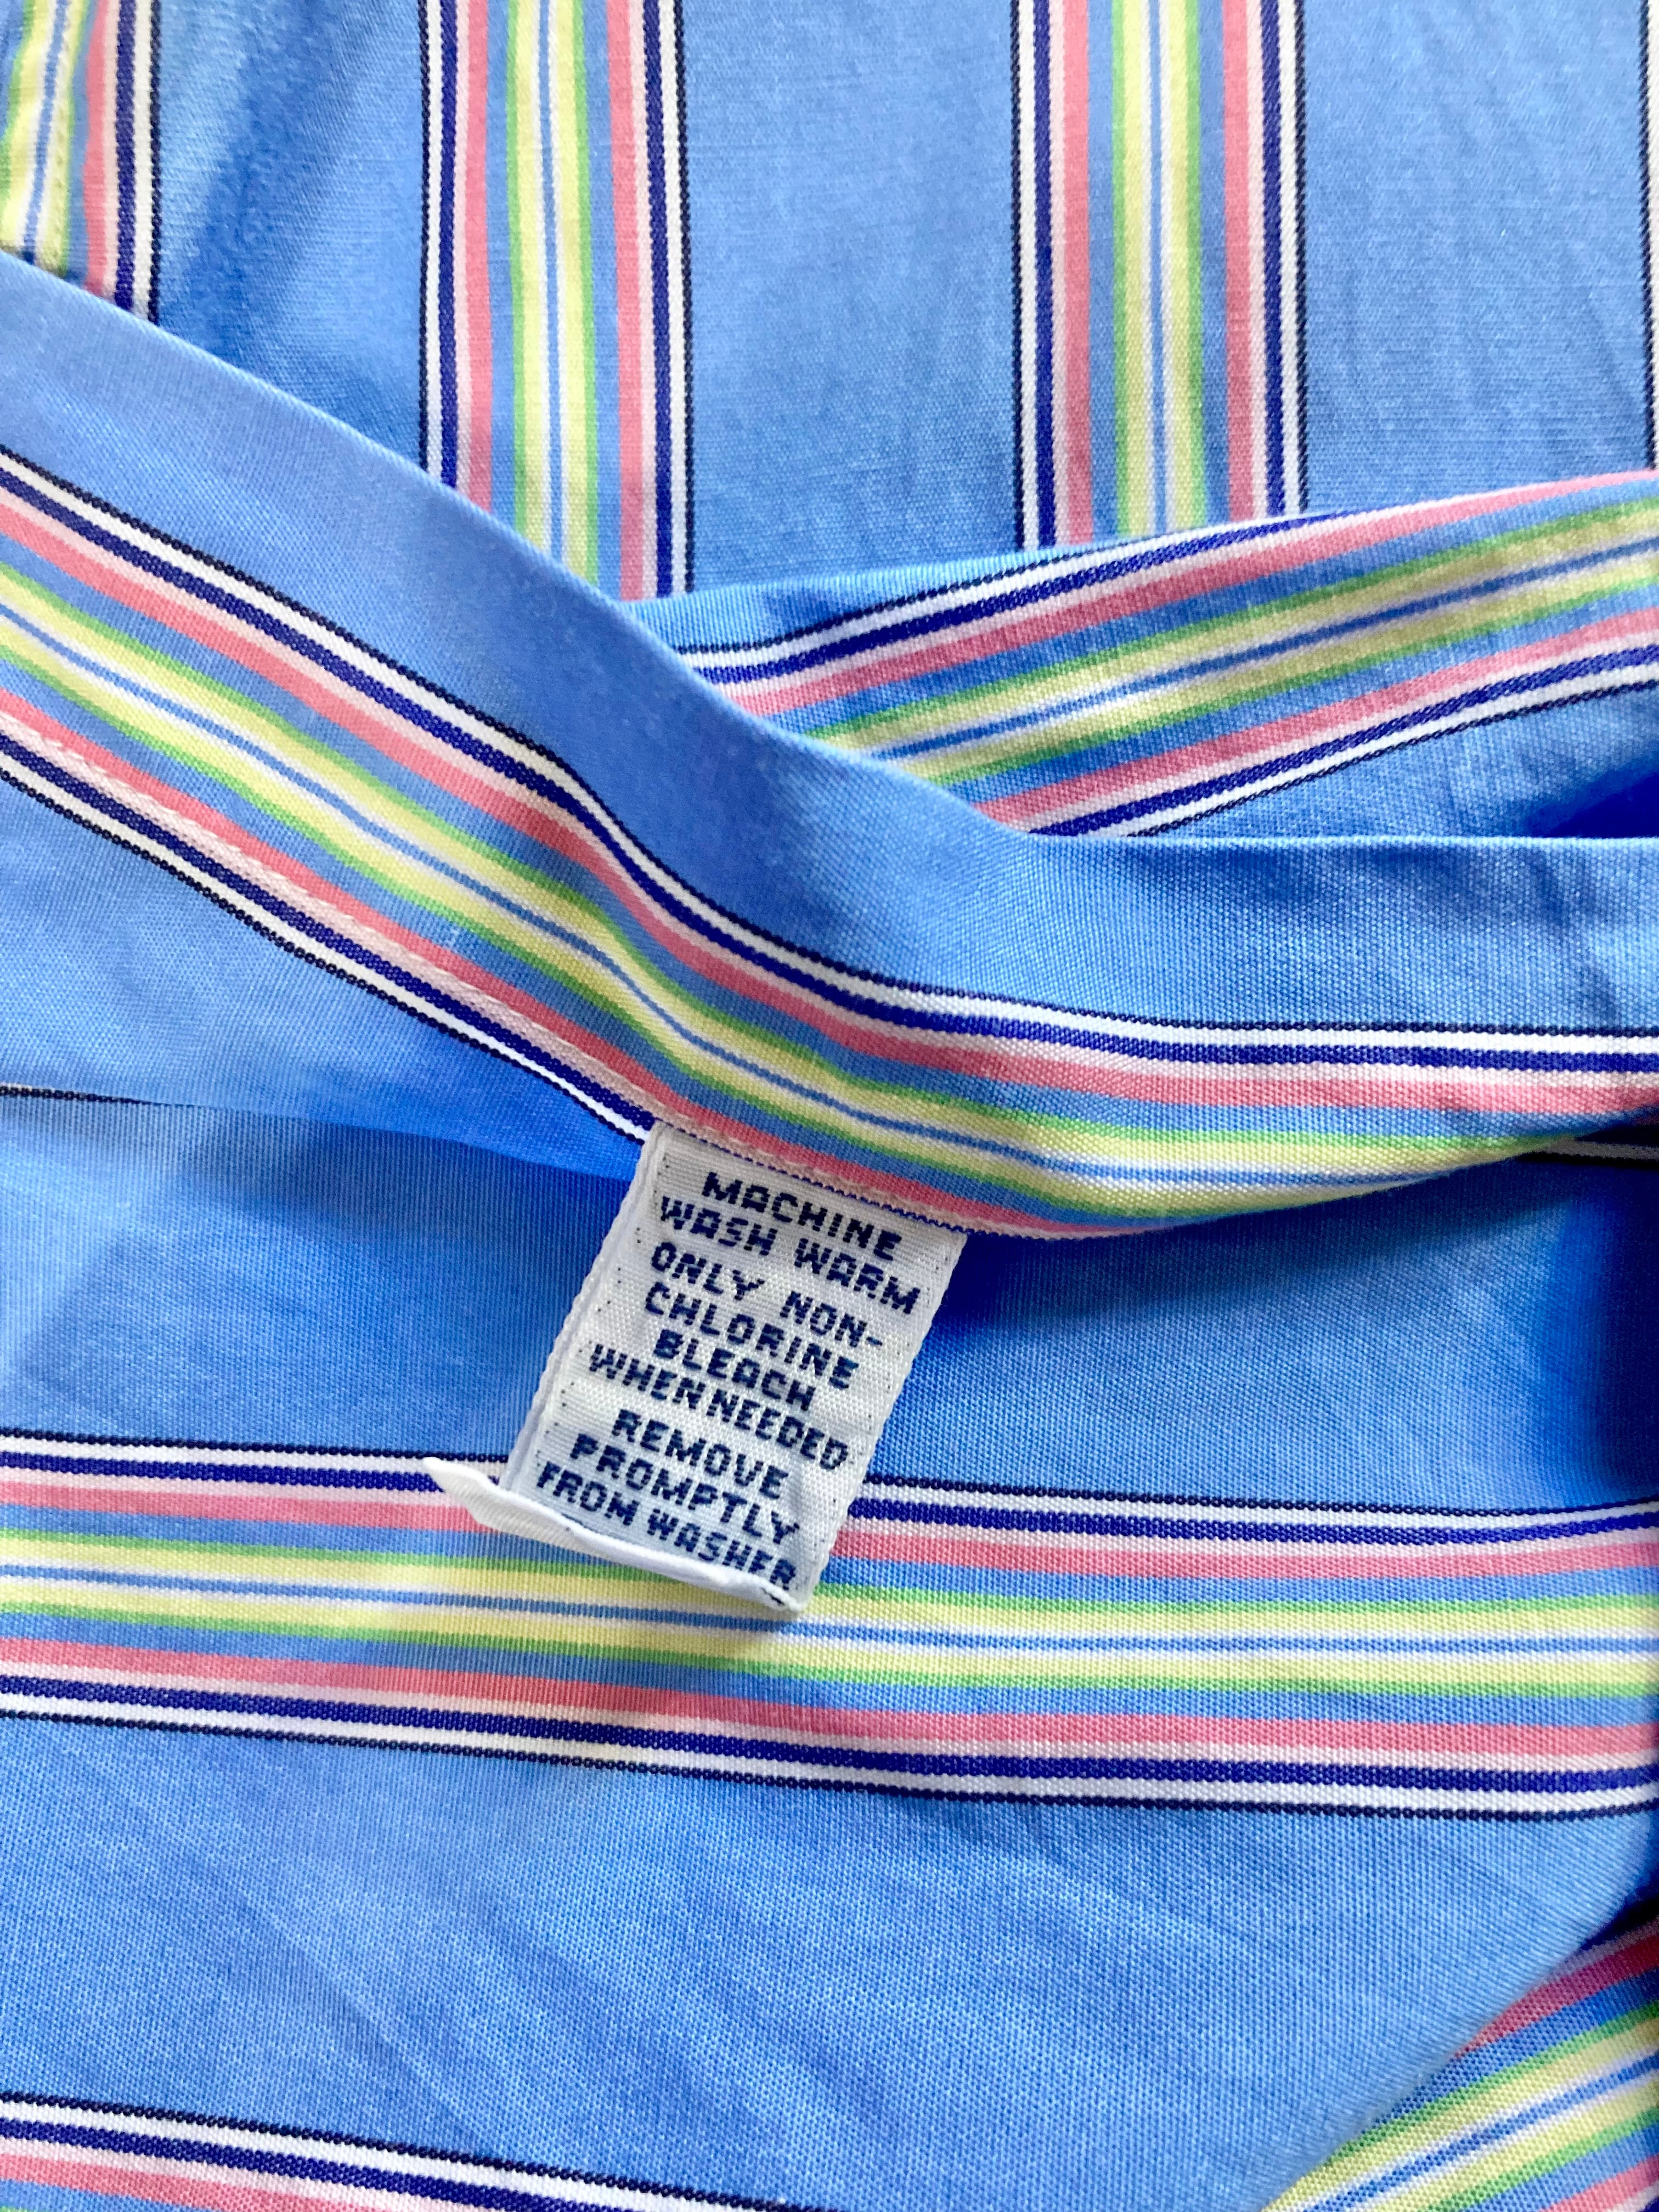 MACHINE
WASH WARM
ONLY NON-
CHLORINE
BLEACH
WHEN NEEDED
REMOVE
PROMPTLY
FROM WASHER